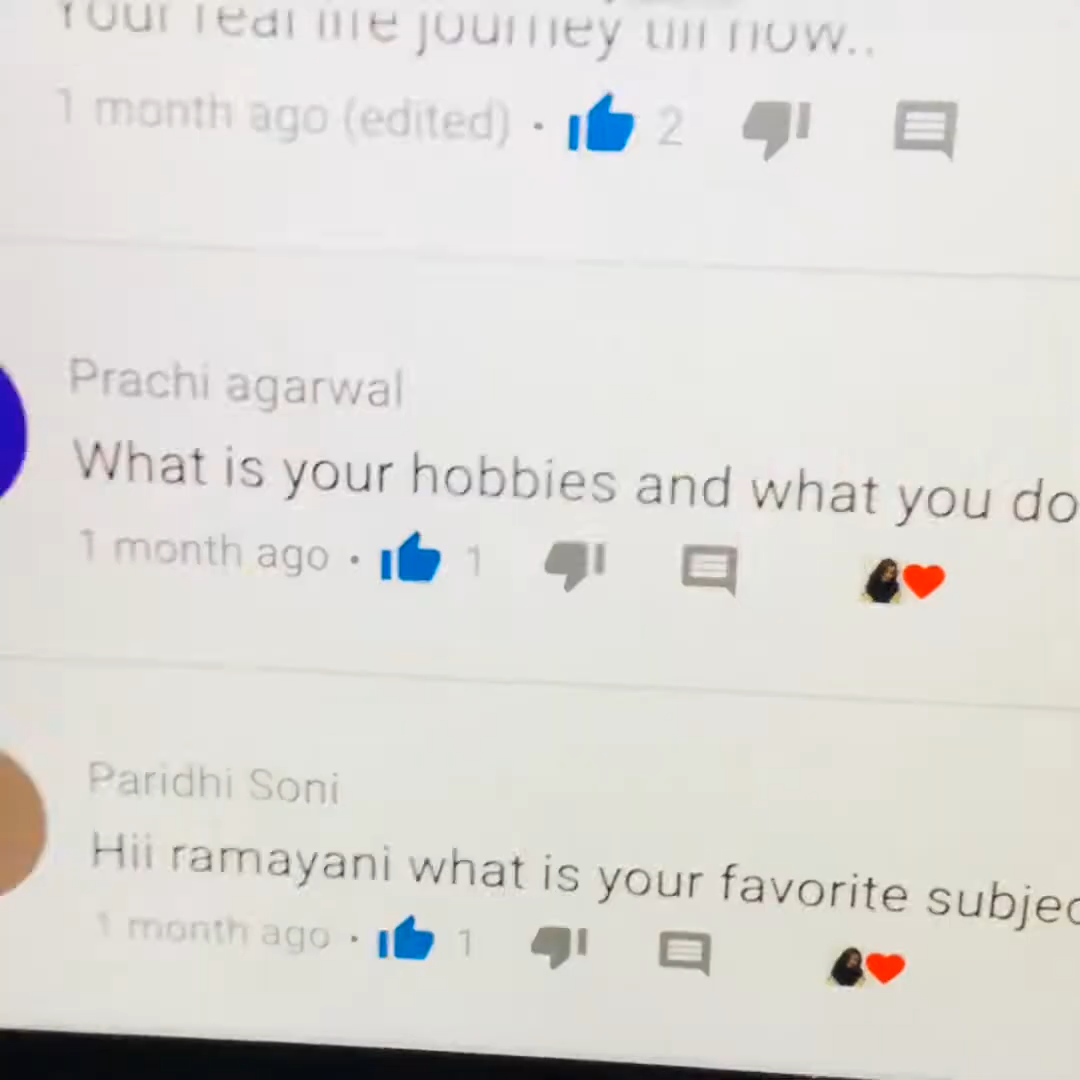 Your real life journey till now..
1 month ago (edited) · 2
Prachi agarwal
What is your hobbies and what you do
1 month ago · 1
Paridhi Soni
Hii ramayani what is your favorite subjec
1 month ago · 1